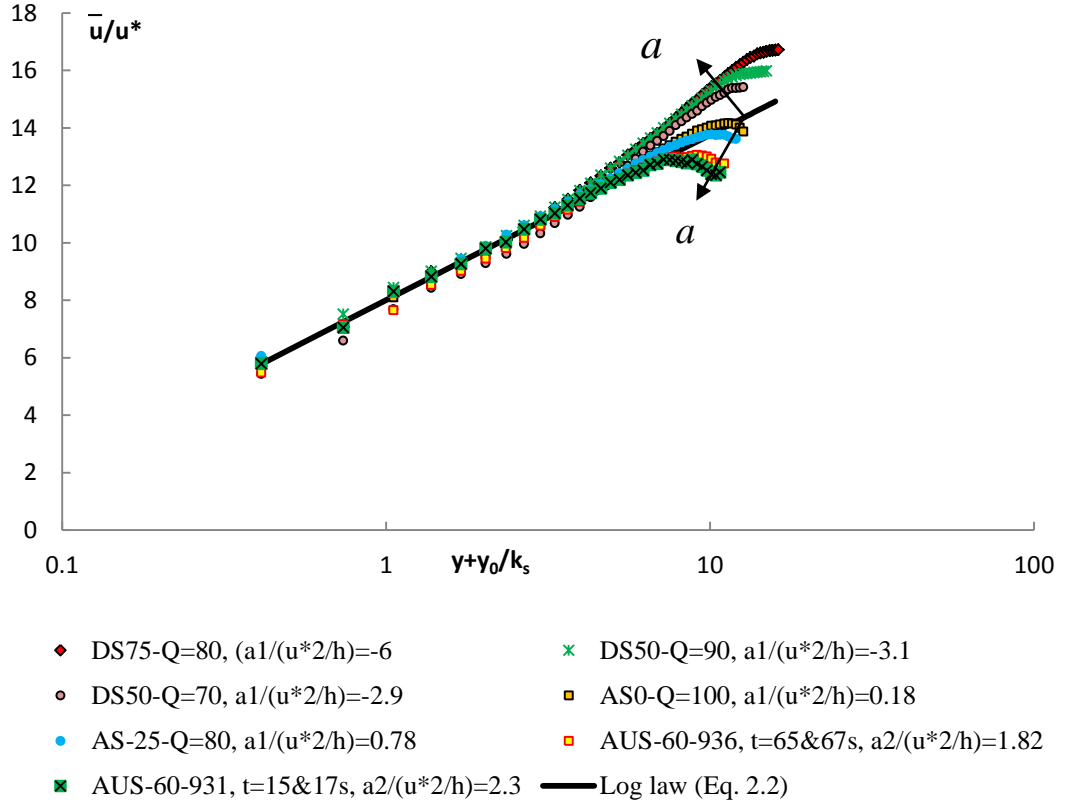 18
u̅/u*
16
14
12
10
8
6
4
2
0
a
a
0.1
1
10
100
y+y₀/kₛ
DS75-Q=80, (a1/(u*2/h)=-6
DS50-Q=90, a1/(u*2/h)=-3.1
DS50-Q=70, a1/(u*2/h)=-2.9
AS0-Q=100, a1/(u*2/h)=0.18
AS-25-Q=80, a1/(u*2/h)=0.78
AUS-60-936, t=65&67s, a2/(u*2/h)=1.82
AUS-60-931, t=15&17s, a2/(u*2/h)=2.3
Log law (Eq. 2.2)